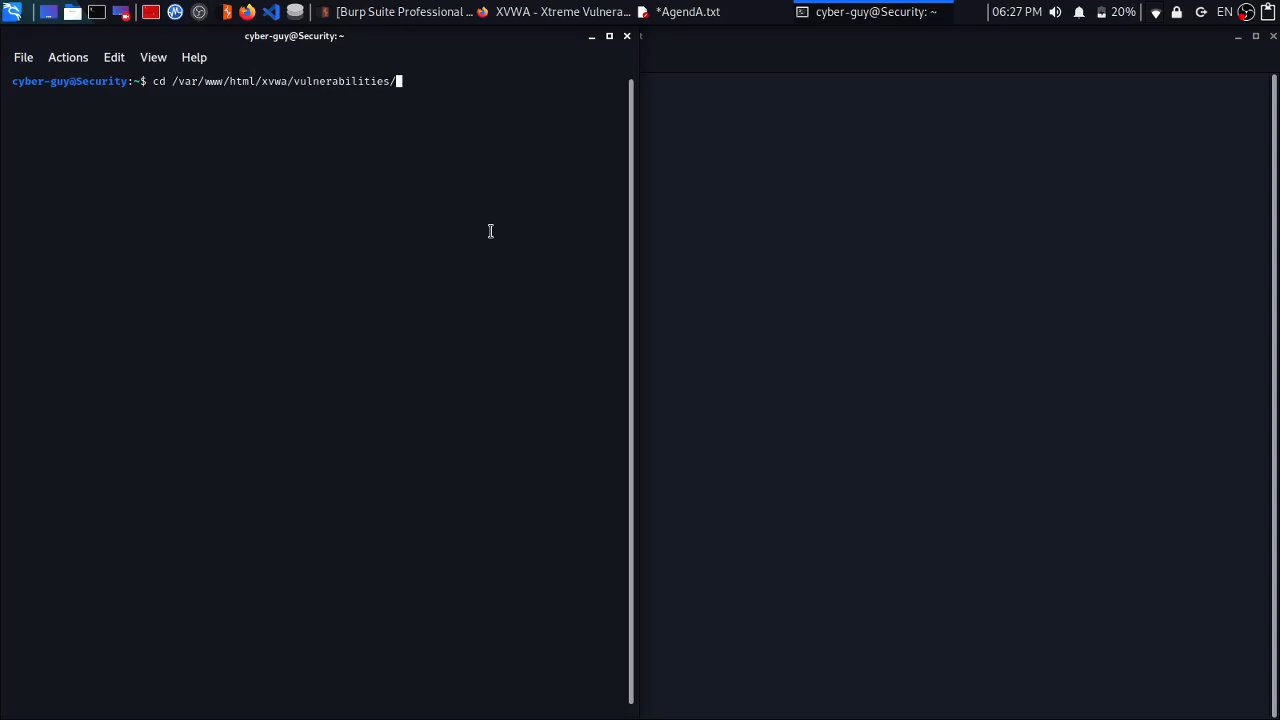 [Burp Suite Professional ... XVWA - Xtreme Vulnera... *AgendA.txt cyber-guy@Security: ~ 06:27 PM 20% EN
cyber-guy@Security:~
File Actions Edit View Help
cyber-guy@Security:~$ cd /var/www/html/xvwa/vulnerabilities/